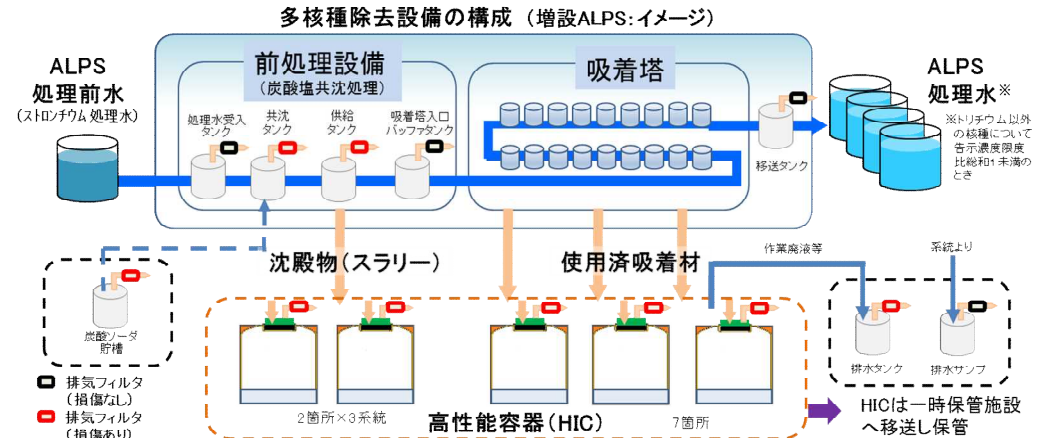 多核種除去設備の構成 (増設ALPS:イメージ)
ALPS
処理前水
(ストロンチウム処理水)
前処理設備
(炭酸塩共沈処理)
処理水受入
タンク
共沈
タンク
供給
タンク
吸着塔入口
バッファタンク
吸着塔
移送タンク
ALPS
処理水※
※トリチウム以外
の核種について
告示濃度限度
比総和1未満の
とき
沈殿物(スラリー)
使用済吸着材
作業廃液等
系統より
炭酸ソーダ
貯槽
排水タンク
排水サンプ
排気フィルタ
(損傷なし)
排気フィルタ
(損傷あり)
2箇所×3系統
高性能容器(HIC)
7箇所
HICは一時保管施設
へ移送し保管